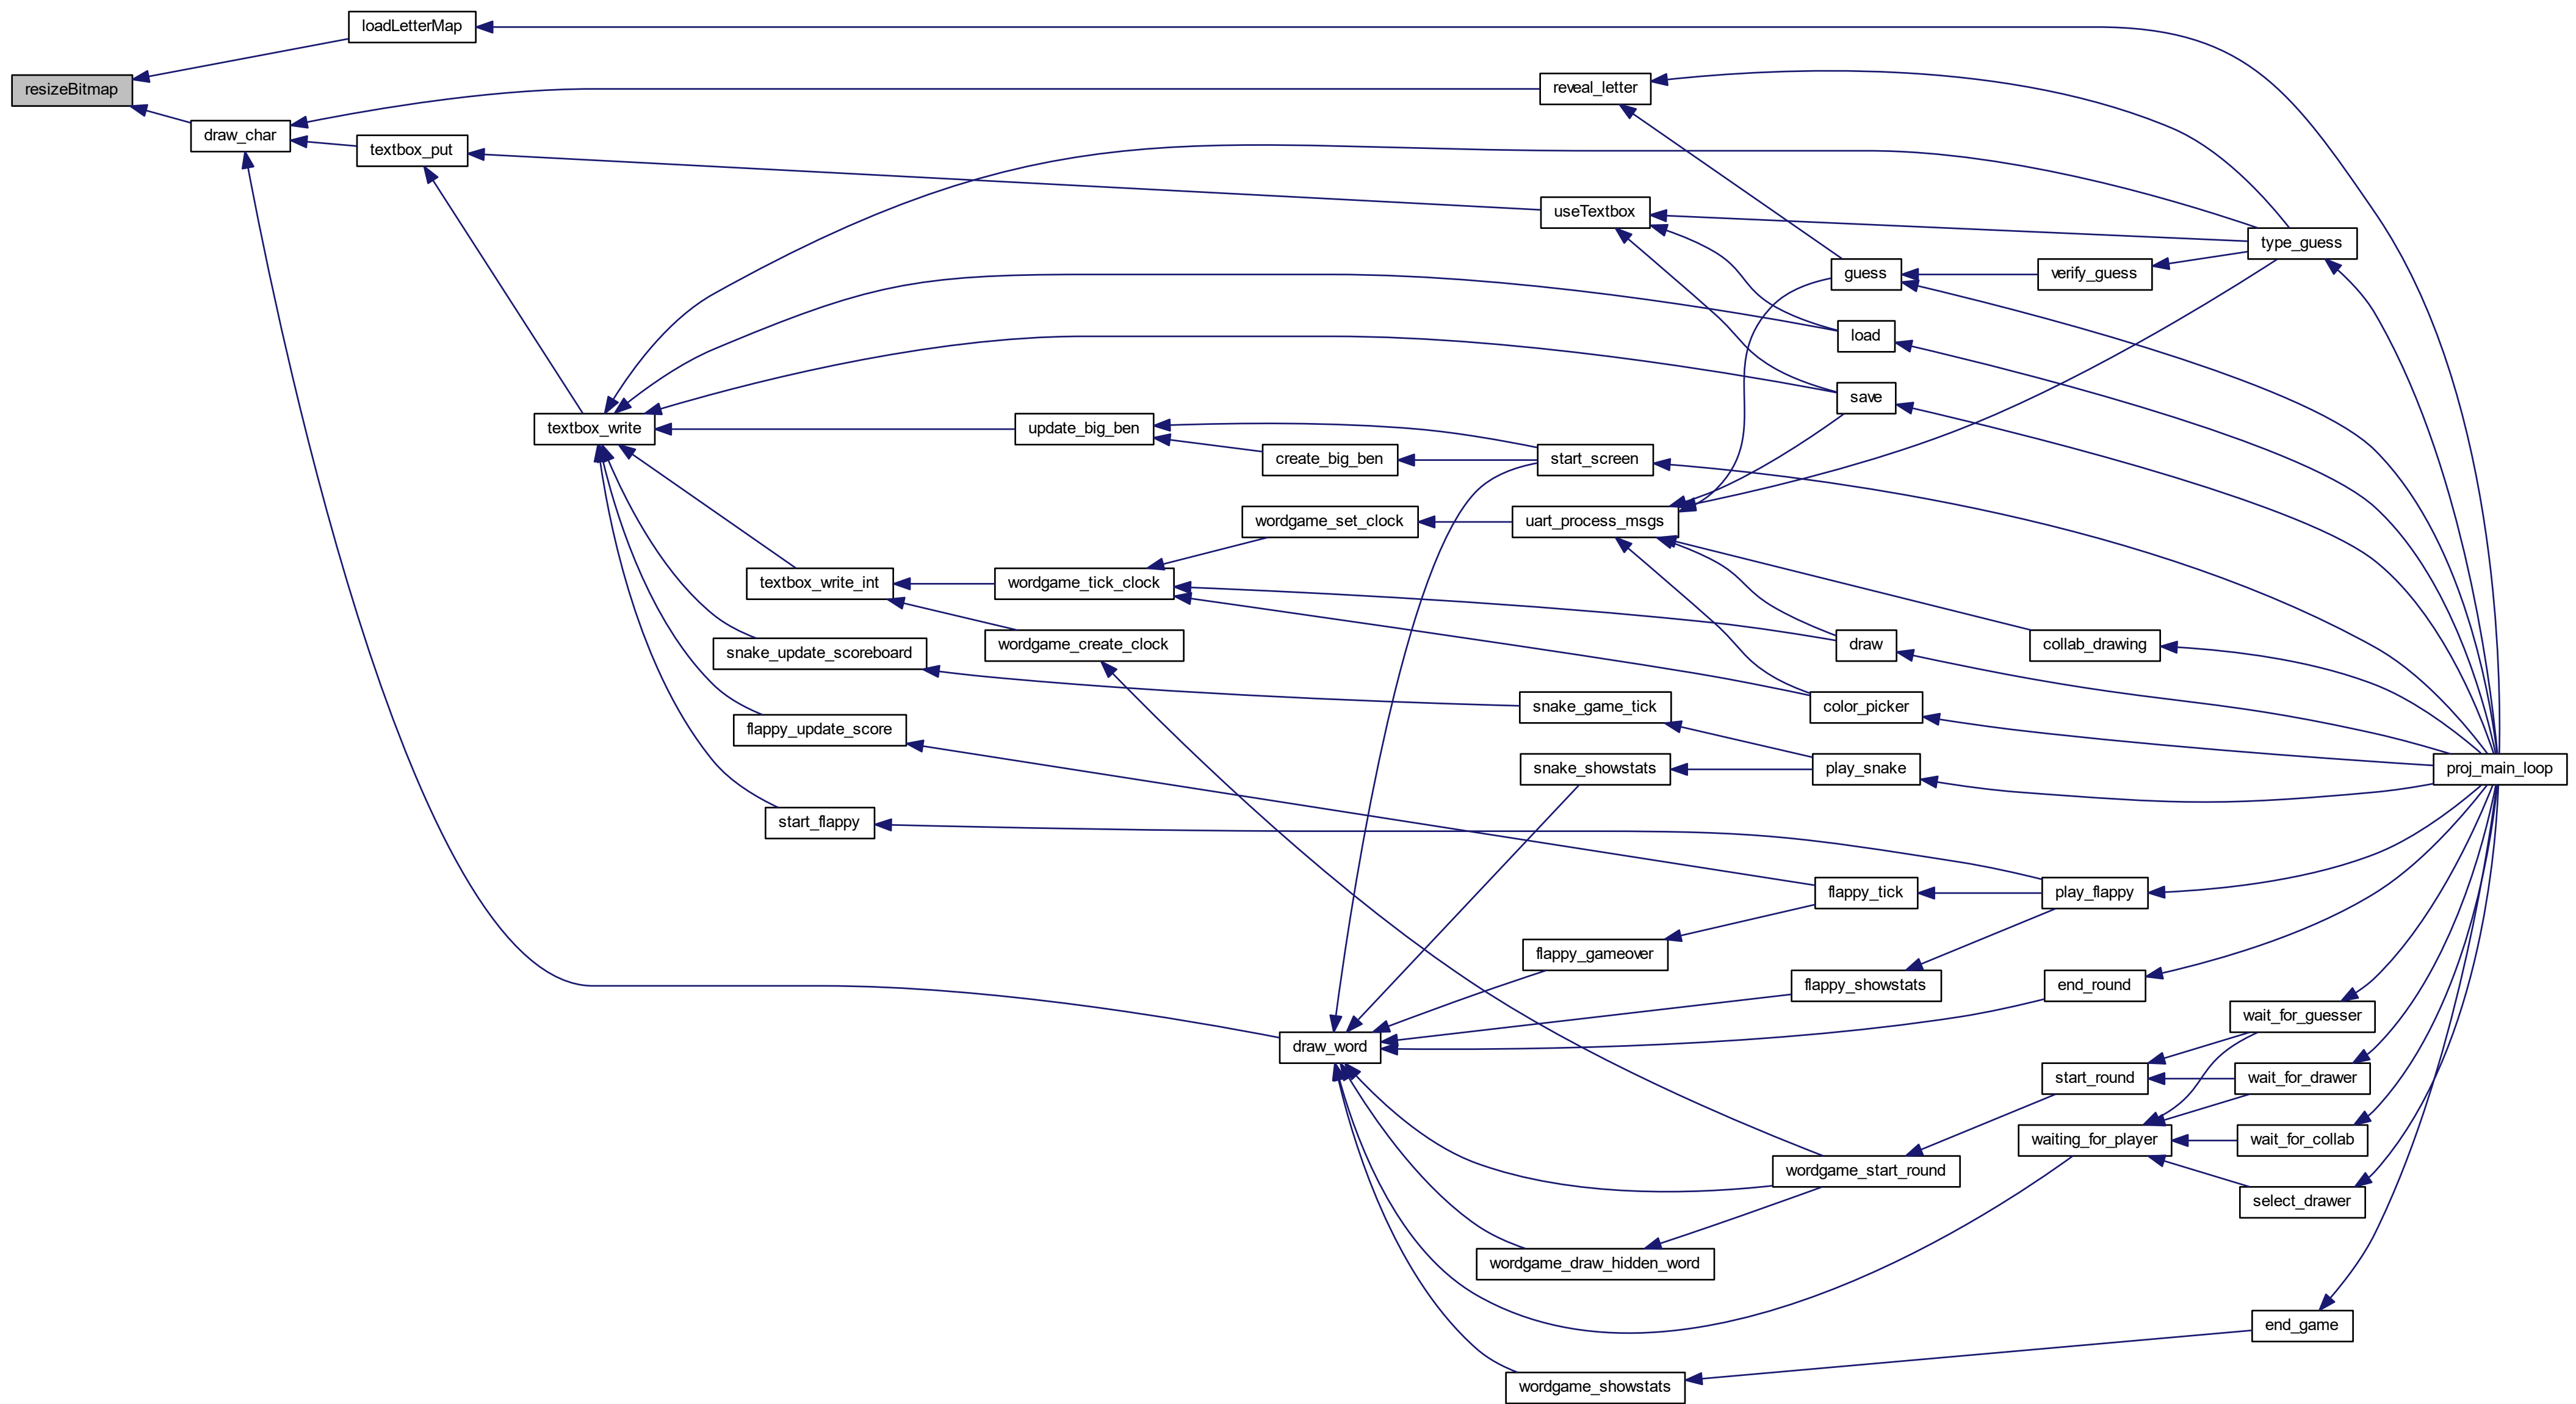 loadLetterMap
resizeBitmap
reveal_letter
draw_char
textbox_put
useTextbox
type_guess
guess
verify_guess
load
save
textbox_write
update_big_ben
create_big_ben
start_screen
wordgame_set_clock
uart_process_msgs
textbox_write_int
wordgame_tick_clock
wordgame_create_clock
draw
collab_drawing
snake_update_scoreboard
snake_game_tick
color_picker
flappy_update_score
snake_showstats
play_snake
proj_main_loop
start_flappy
flappy_tick
play_flappy
flappy_gameover
flappy_showstats
end_round
wait_for_guesser
draw_word
start_round
wait_for_drawer
waiting_for_player
wait_for_collab
wordgame_start_round
select_drawer
wordgame_draw_hidden_word
end_game
wordgame_showstats